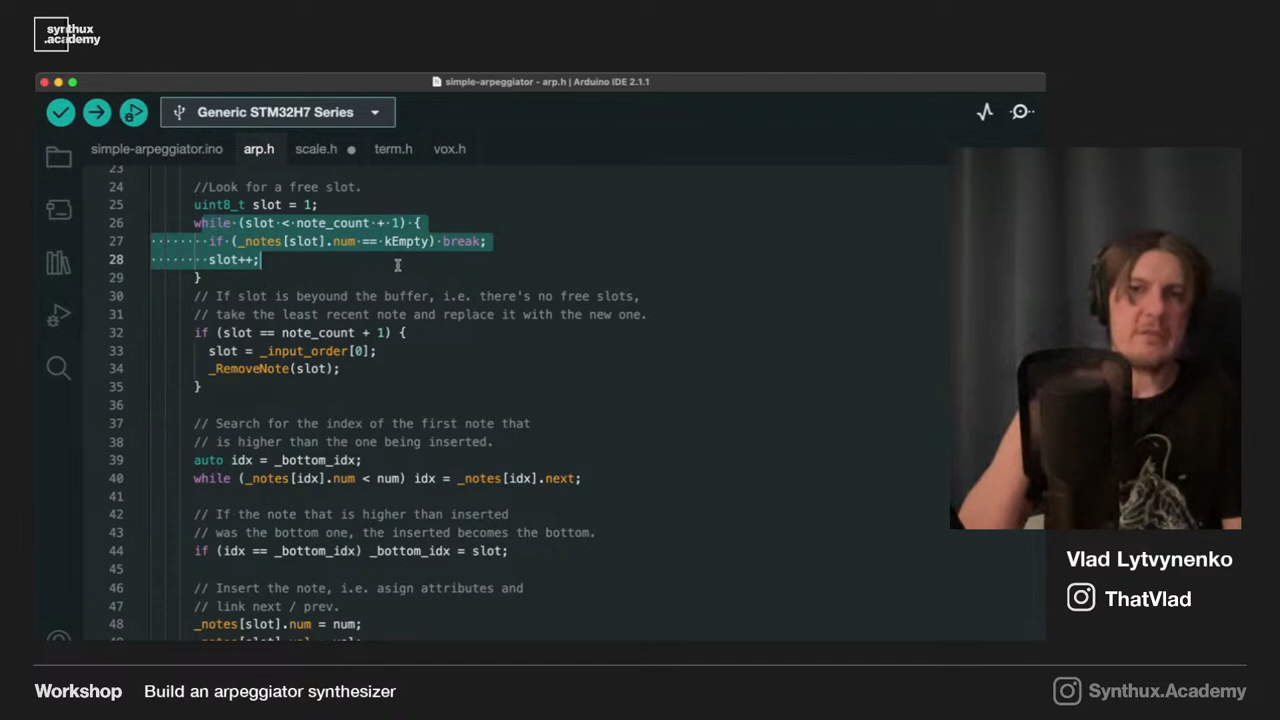 synthux
.academy
simple-arpeggiator - arp.h | Arduino IDE 2.1.1
Generic STM32H7 Series
simple-arpeggiator.ino arp.h scale.h term.h vox.h
23
24 //Look for a free slot.
25 uint8_t slot = 1;
26 while (slot < note_count + 1) {
27 if (_notes[slot].num == kEmpty) break;
28 slot++;
29 }
30 // If slot is beyound the buffer, i.e. there's no free slots,
31 // take the least recent note and replace it with the new one.
32 if (slot == note_count + 1) {
33 slot = _input_order[0];
34 _RemoveNote(slot);
35 }
36
37 // Search for the index of the first note that
38 // is higher than the one being inserted.
39 auto idx = _bottom_idx;
40 while (_notes[idx].num < num) idx = _notes[idx].next;
41
42 // If the note that is higher than inserted
43 // was the bottom one, the inserted becomes the bottom.
44 if (idx == _bottom_idx) _bottom_idx = slot;
45
46 // Insert the note, i.e. asign attributes and
47 // link next / prev.
48 _notes[slot].num = num;
Vlad Lytvynenko
ThatVlad
Workshop Build an arpeggiator synthesizer
Synthux.Academy